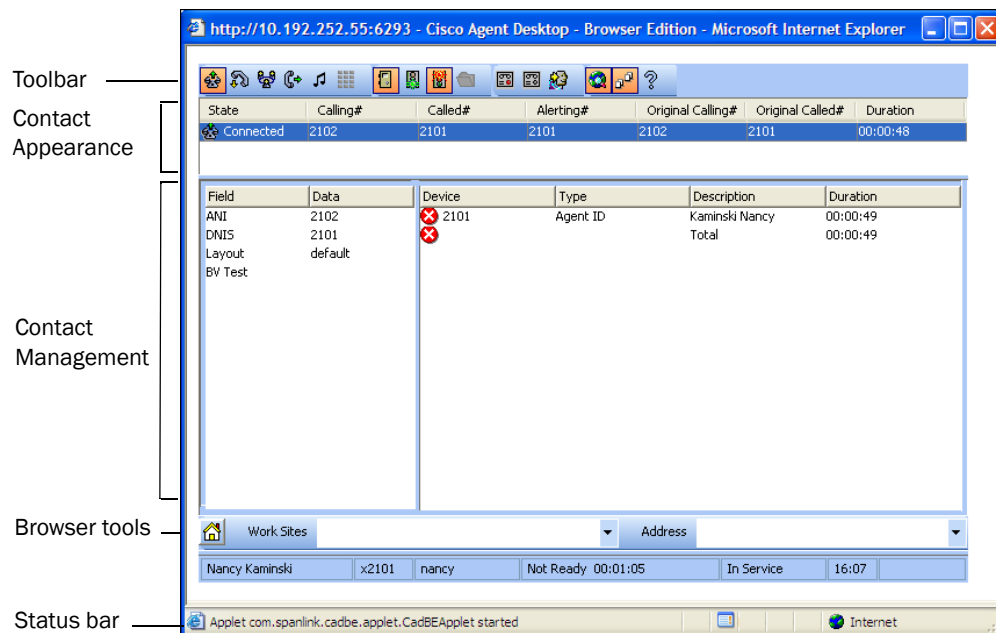 http://10.192.252.55:6293 - Cisco Agent Desktop - Browser Edition - Microsoft Internet Explorer
Toolbar
Contact
Appearance
State Calling# Called# Alerting# Original Calling# Original Called# Duration
Connected 2102 2101 2101 2102 2101 00:00:48
Contact
Management
Field Data
ANI 2102
DNIS 2101
Layout default
BV Test
Device Type Description Duration
2101 Agent ID Kaminski Nancy 00:00:49
Total 00:00:49
Browser tools
Work Sites Address
Nancy Kaminski x2101 nancy Not Ready 00:01:05 In Service 16:07
Status bar
Applet com.spanlink.cadbe.applet.CadBEApplet started Internet